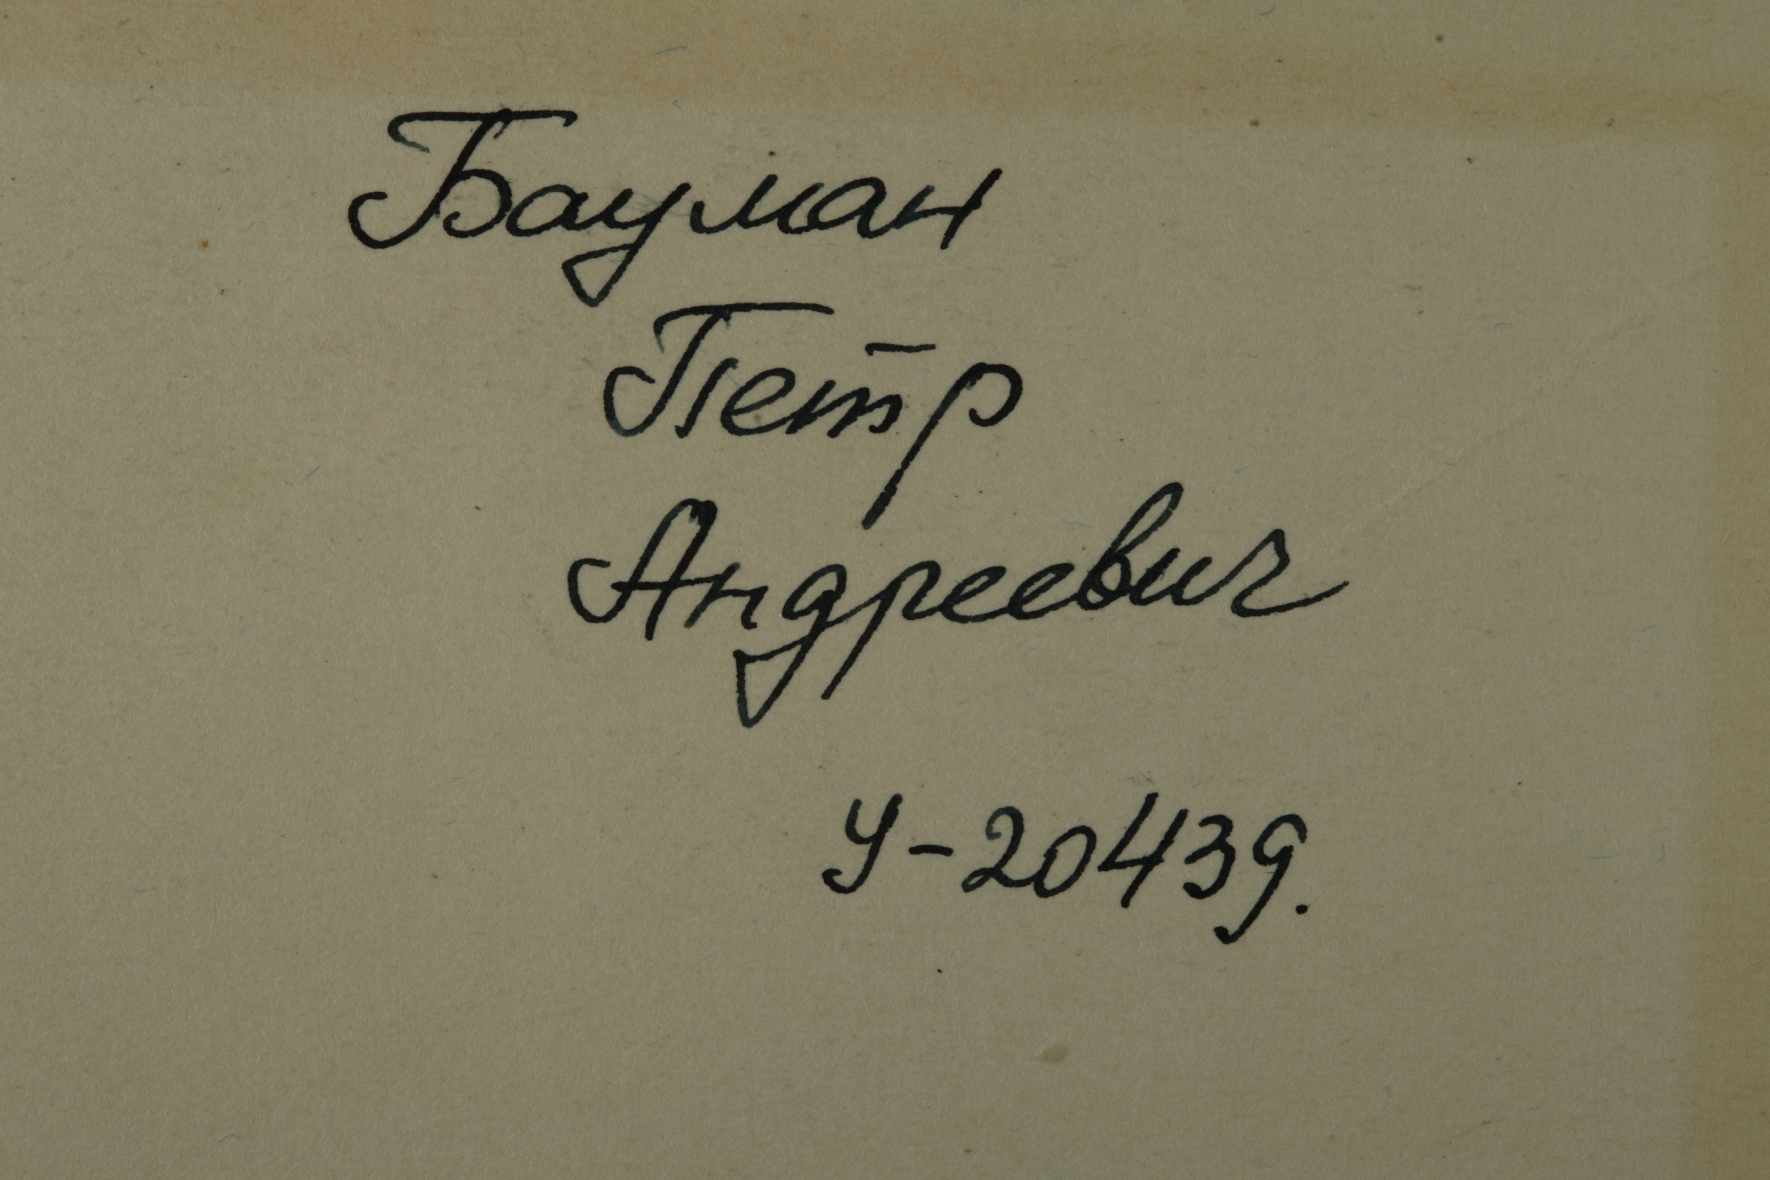 Бауман
Петр
Андреевич
У-20439.